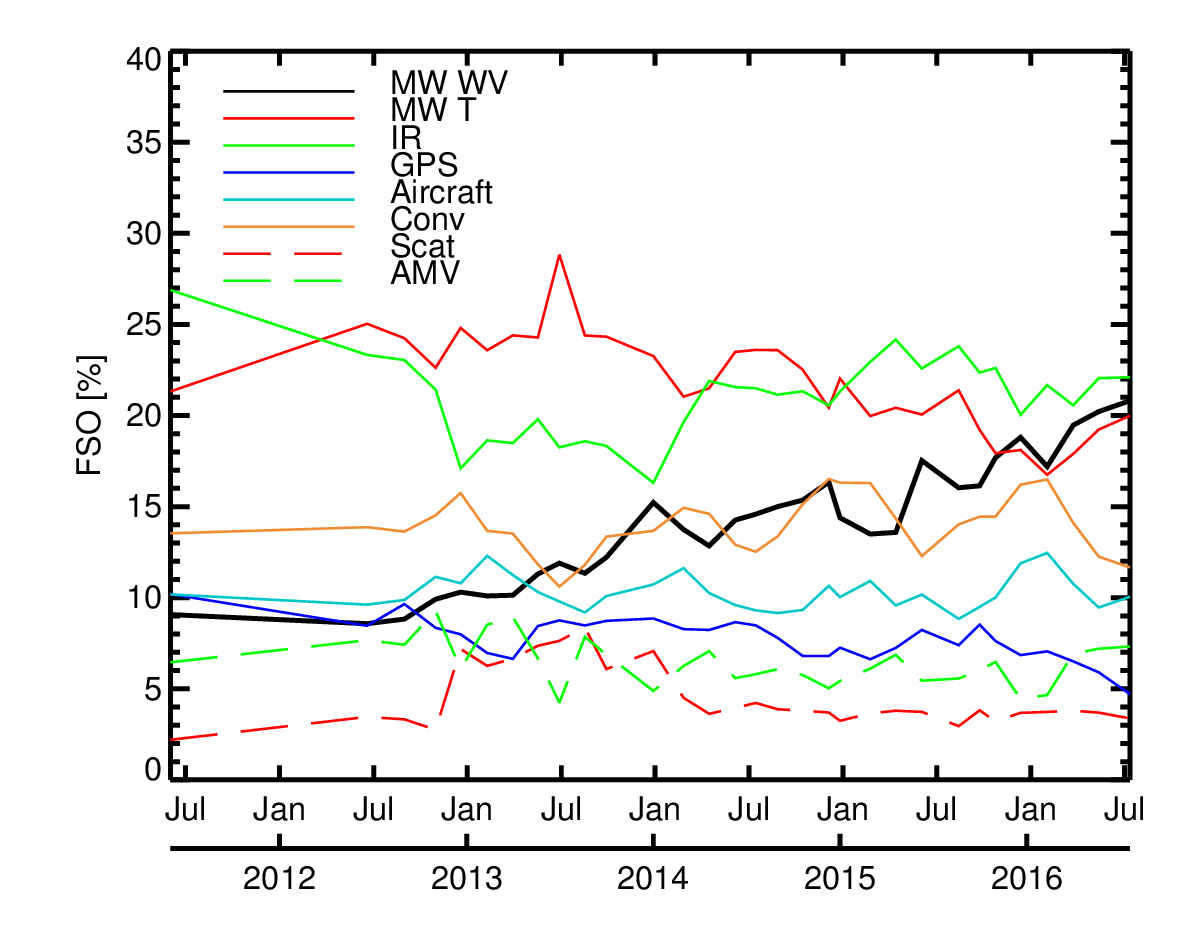 40
35
30
25
20
15
10
5
0
FSO [%]
MW WV
MW T
IR
GPS
Aircraft
Conv
Scat
AMV
Jul Jan Jul Jan Jul Jan Jul Jan Jul Jan Jul
2012 2013 2014 2015 2016